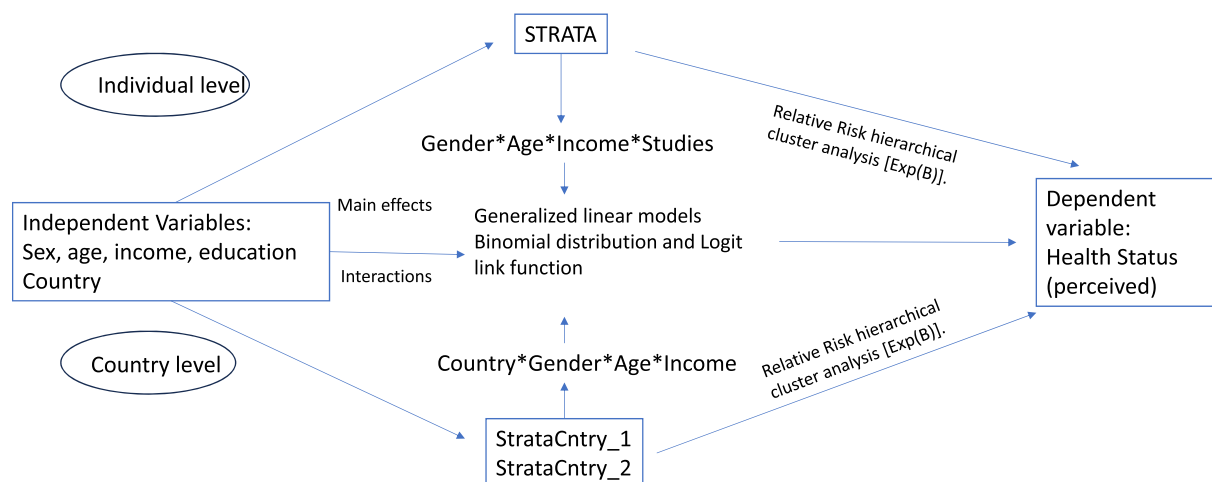 STRATA
Individual level
Relative Risk hierarchical
cluster analysis [Exp(B)].
Gender*Age*Income*Studies
Independent Variables:
Sex, age, income, education
Country
Main effects
Interactions
Generalized linear models
Binomial distribution and Logit
link function
Dependent
variable:
Health Status
(perceived)
Country level
Country*Gender*Age*Income
Relative Risk hierarchical
cluster analysis [Exp(B)].
StrataCntry_1
StrataCntry_2